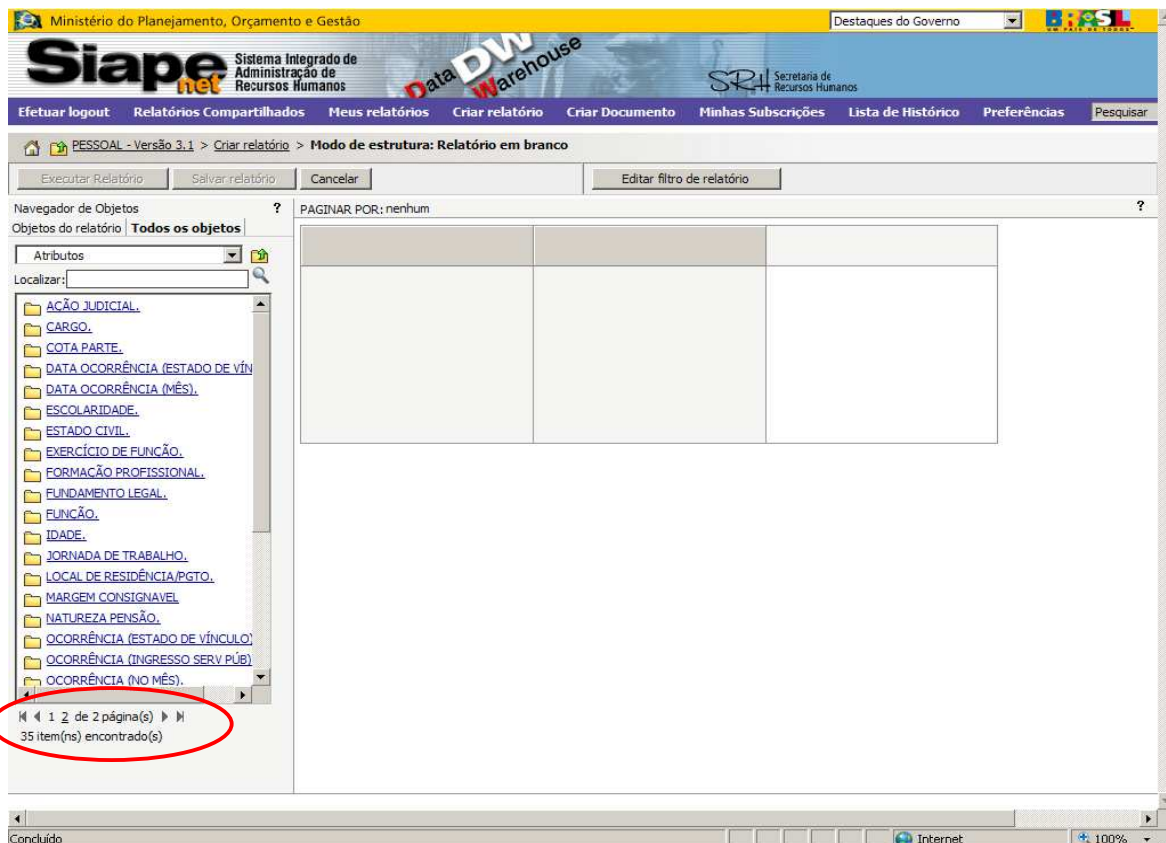 Ministério do Planejamento, Orçamento e Gestão
Destaques do Governo
BRASIL
UM PAÍS DE TODOS
Siape net
Sistema Integrado de
Administração de
Recursos Humanos
Data DW Warehouse
SRH Secretaria de
Recursos Humanos
Efetuar logout Relatórios Compartilhados Meus relatórios Criar relatório Criar Documento Minhas Subscrições Lista de Histórico Preferências Pesquisar
PESSOAL - Versão 3.1 > Criar relatório > Modo de estrutura: Relatório em branco
Executar Relatório Salvar relatório Cancelar Editar filtro de relatório
Navegador de Objetos ? PAGINAR POR: nenhum ?
Objetos do relatório Todos os objetos
Atributos
Localizar:
AÇÃO JUDICIAL.
CARGO.
COTA PARTE.
DATA OCORRÊNCIA (ESTADO DE VÍN
DATA OCORRÊNCIA (MÊS).
ESCOLARIDADE.
ESTADO CIVIL.
EXERCÍCIO DE FUNCÃO.
FORMAÇÃO PROFISSIONAL.
FUNDAMENTO LEGAL.
FUNÇÃO.
IDADE.
JORNADA DE TRABALHO.
LOCAL DE RESIDÊNCIA/PGTO.
MARGEM CONSIGNAVEL
NATUREZA PENSÃO.
OCORRÊNCIA (ESTADO DE VÍNCULO)
OCORRÊNCIA (INGRESSO SERV PÚB)
OCORRÊNCIA (NO MÊS).
1 2 de 2 página(s)
35 item(ns) encontrado(s)
Concluído Internet 100%